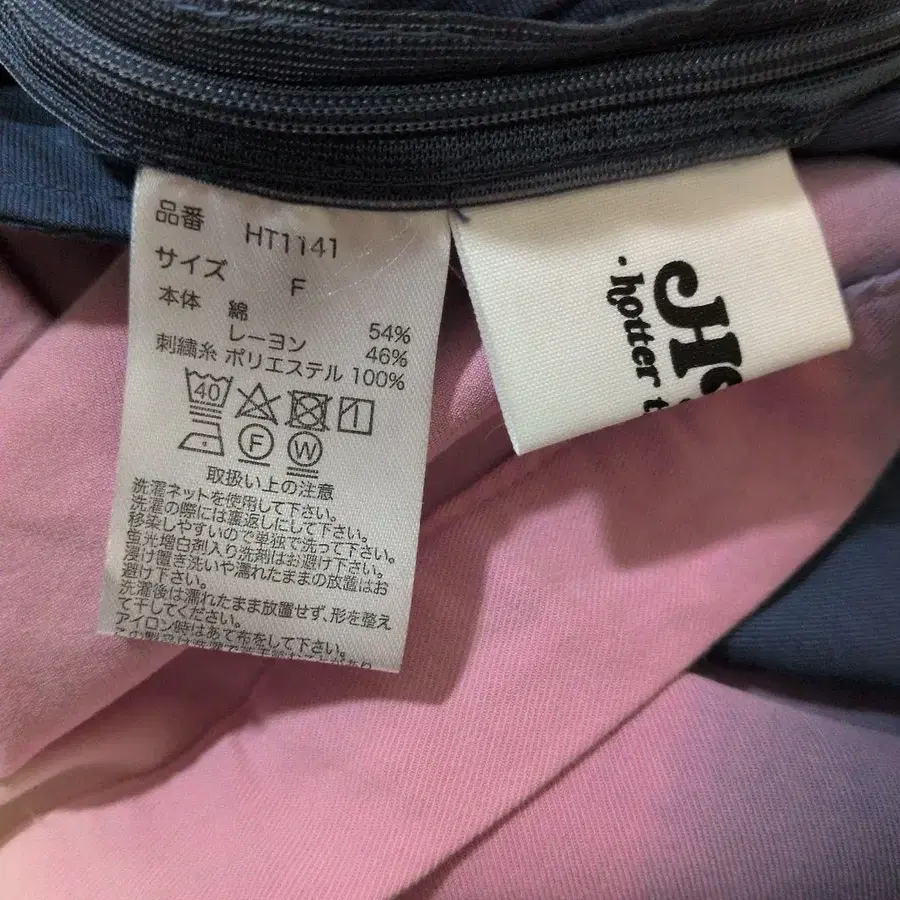 品番 HT1141
サイズ F
本体 綿 54%
レーヨン 46%
刺繍糸 ポリエステル 100%
40
F W
取扱い上の注意
洗濯ネットを使用して下さい。
洗濯の際には裏返しにして下さい。
移染しやすいので単独で洗って下さい。
蛍光増白剤入り洗剤はお避け下さい。
浸け置き洗いや濡れたままの放置はお
避け下さい。
洗濯後は濡れたまま放置せず、形を整え
て干してください。
アイロン時はあて布をして下さい。
この製品は
· hotter t